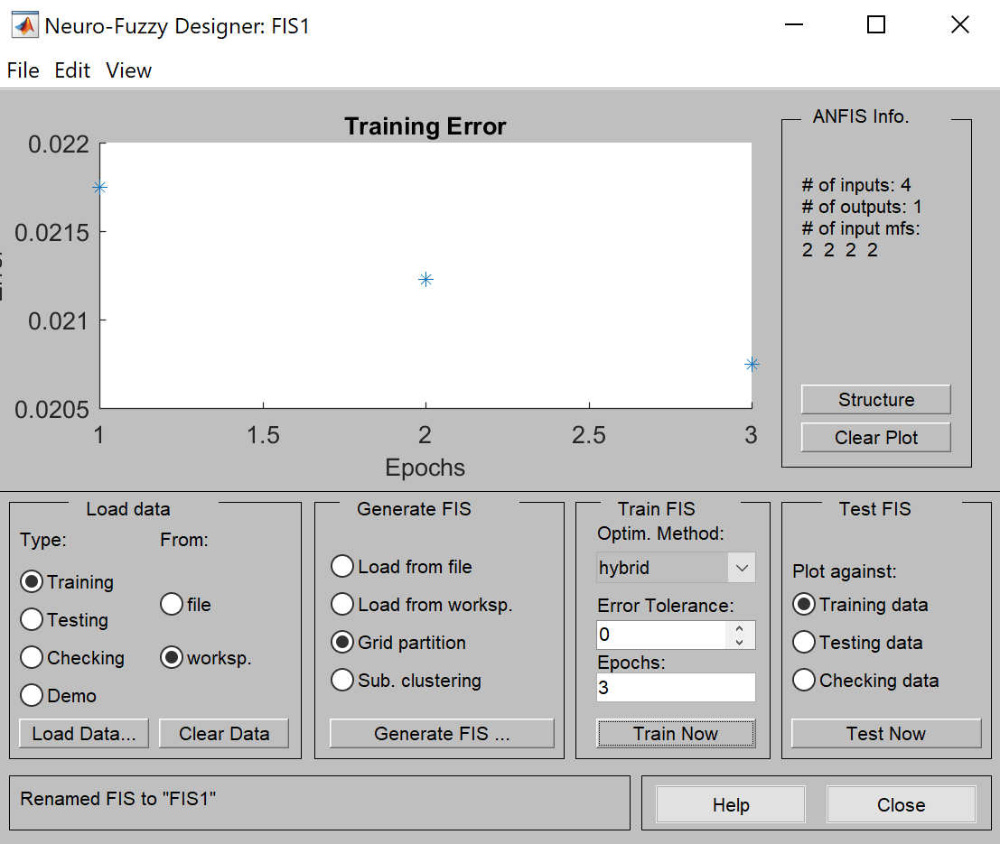 Neuro-Fuzzy Designer: FIS1
File Edit View
Training Error
0.022
0.0215
0.021
0.0205
1 1.5 2 2.5 3
Epochs
ANFIS Info.
# of inputs: 4
# of outputs: 1
# of input mfs:
2 2 2 2
Structure
Clear Plot
Load data
Type: From:
Training
Testing
Checking
Demo
file
worksp.
Load Data... Clear Data
Generate FIS
Load from file
Load from worksp.
Grid partition
Sub. clustering
Generate FIS ...
Train FIS
Optim. Method:
hybrid
Error Tolerance:
0
Epochs:
3
Train Now
Test FIS
Plot against:
Training data
Testing data
Checking data
Test Now
Renamed FIS to "FIS1"
Help Close